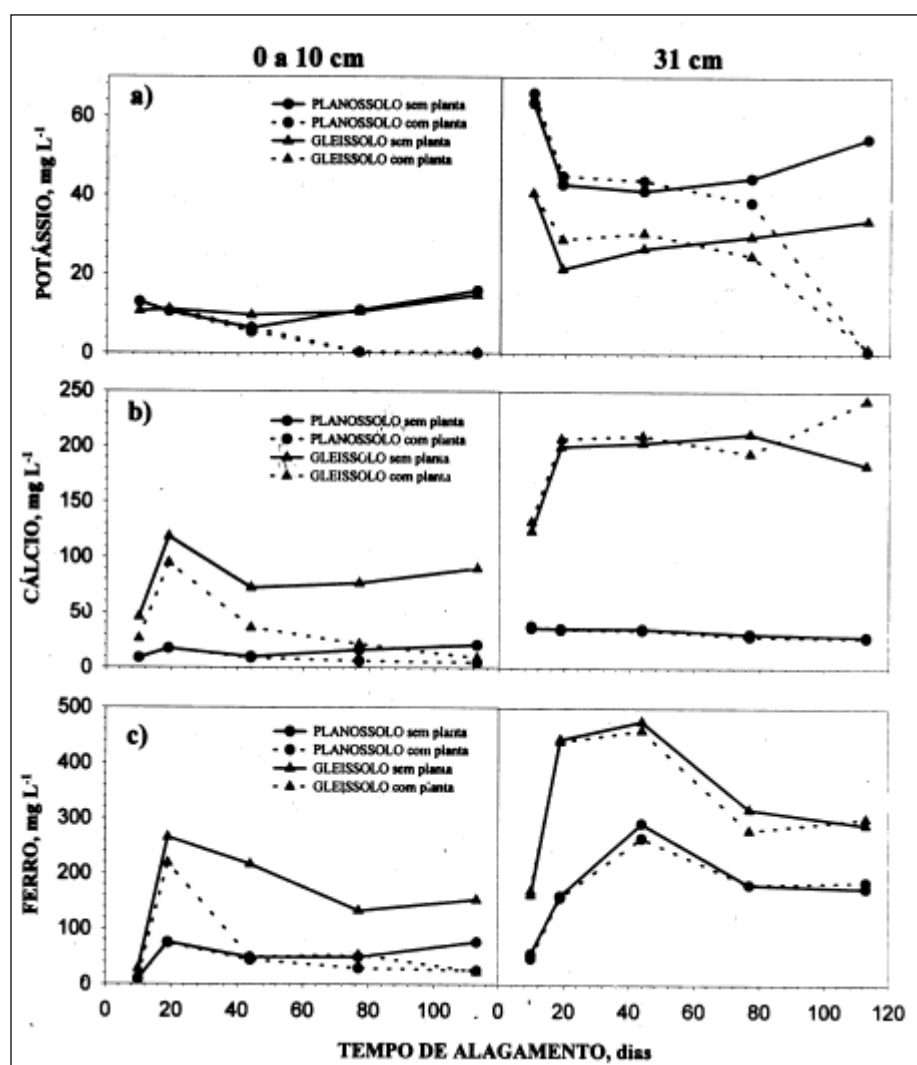 0 a 10 cm
31 cm
a)
PLANOSSOLO sem planta
PLANOSSOLO com planta
GLEISSOLO sem planta
GLEISSOLO com planta
POTÁSSIO, mg L⁻¹
60
40
20
0
b)
PLANOSSOLO sem planta
PLANOSSOLO com planta
GLEISSOLO sem planta
GLEISSOLO com planta
CÁLCIO, mg L⁻¹
250
200
150
100
50
0
c)
PLANOSSOLO sem planta
PLANOSSOLO com planta
GLEISSOLO sem planta
GLEISSOLO com planta
FERRO, mg L⁻¹
500
400
300
200
100
0
0 20 40 60 80 100 0 20 40 60 80 100 120
TEMPO DE ALAGAMENTO, dias